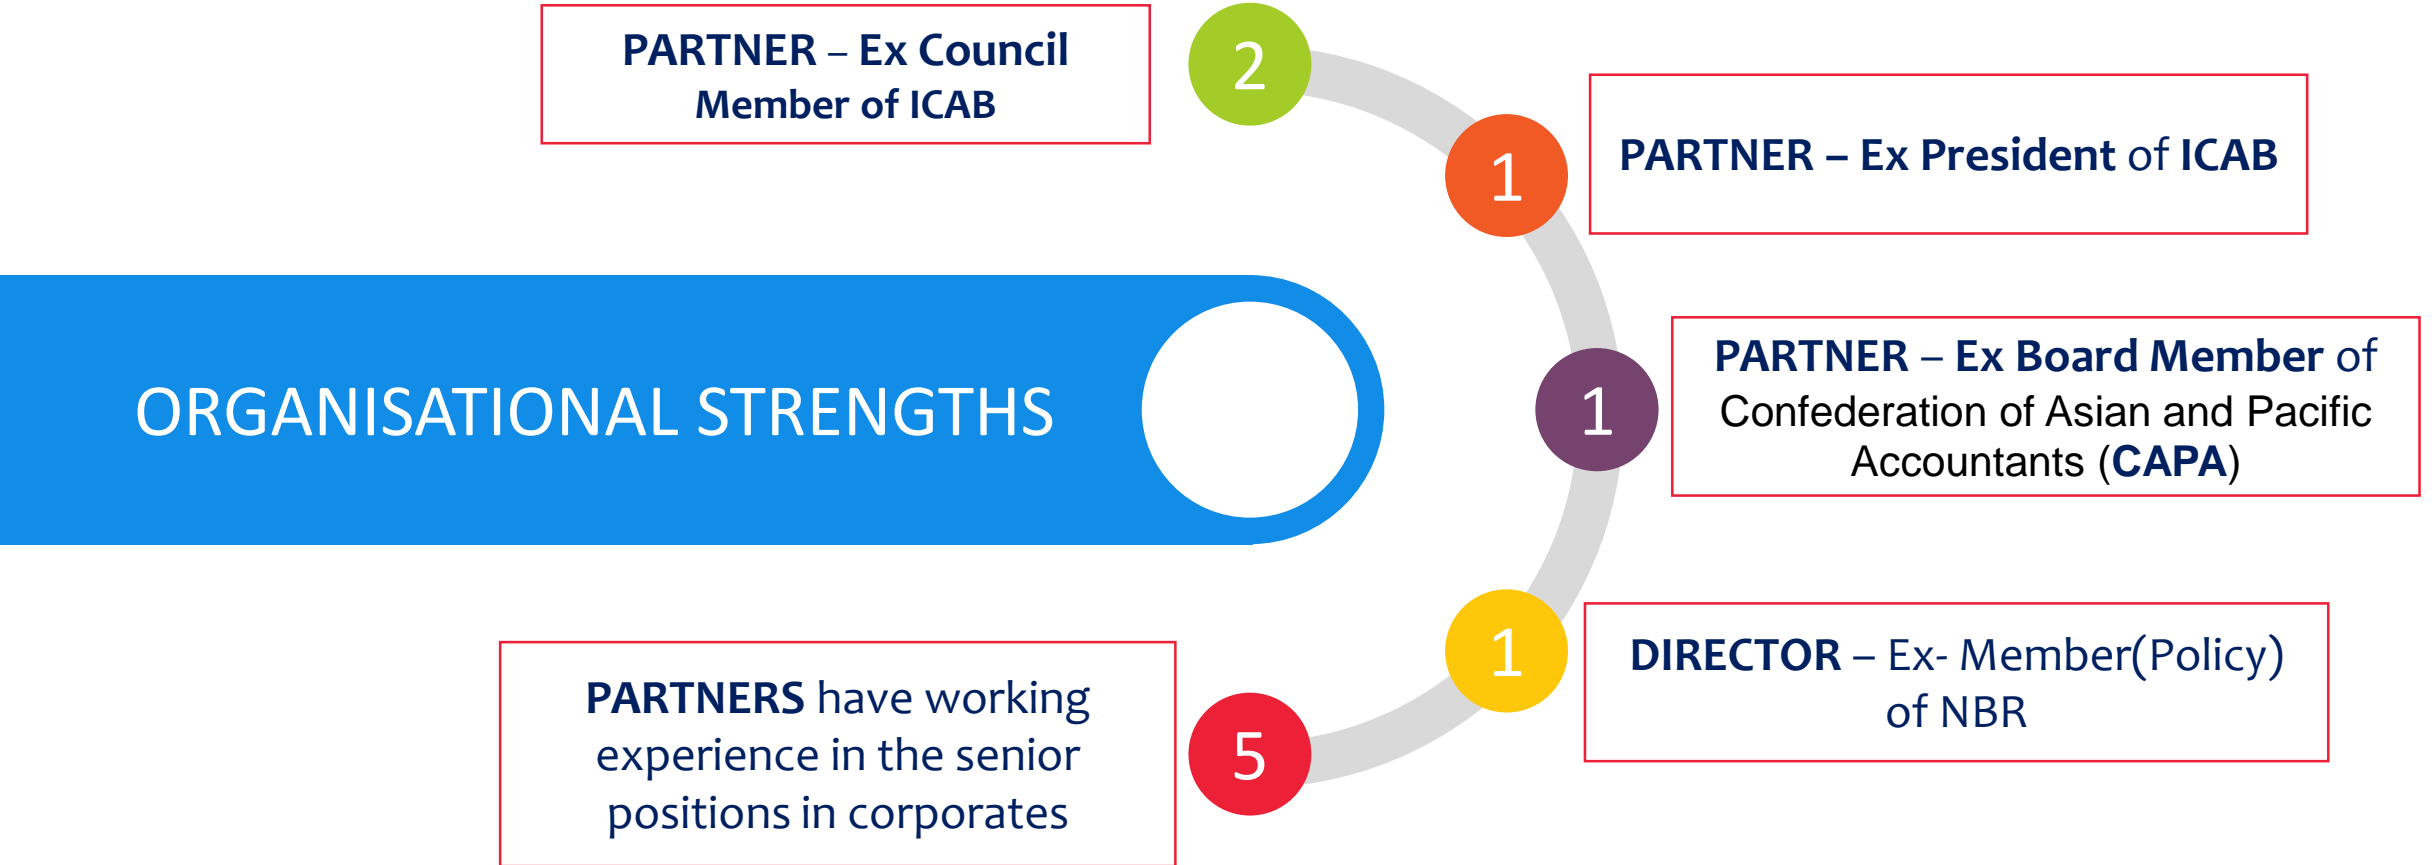 PARTNER – Ex Council
Member of ICAB
2
1
PARTNER – Ex President of ICAB
ORGANISATIONAL STRENGTHS
1
PARTNER – Ex Board Member of
Confederation of Asian and Pacific
Accountants (CAPA)
1
DIRECTOR – Ex- Member(Policy)
of NBR
PARTNERS have working
experience in the senior
positions in corporates
5